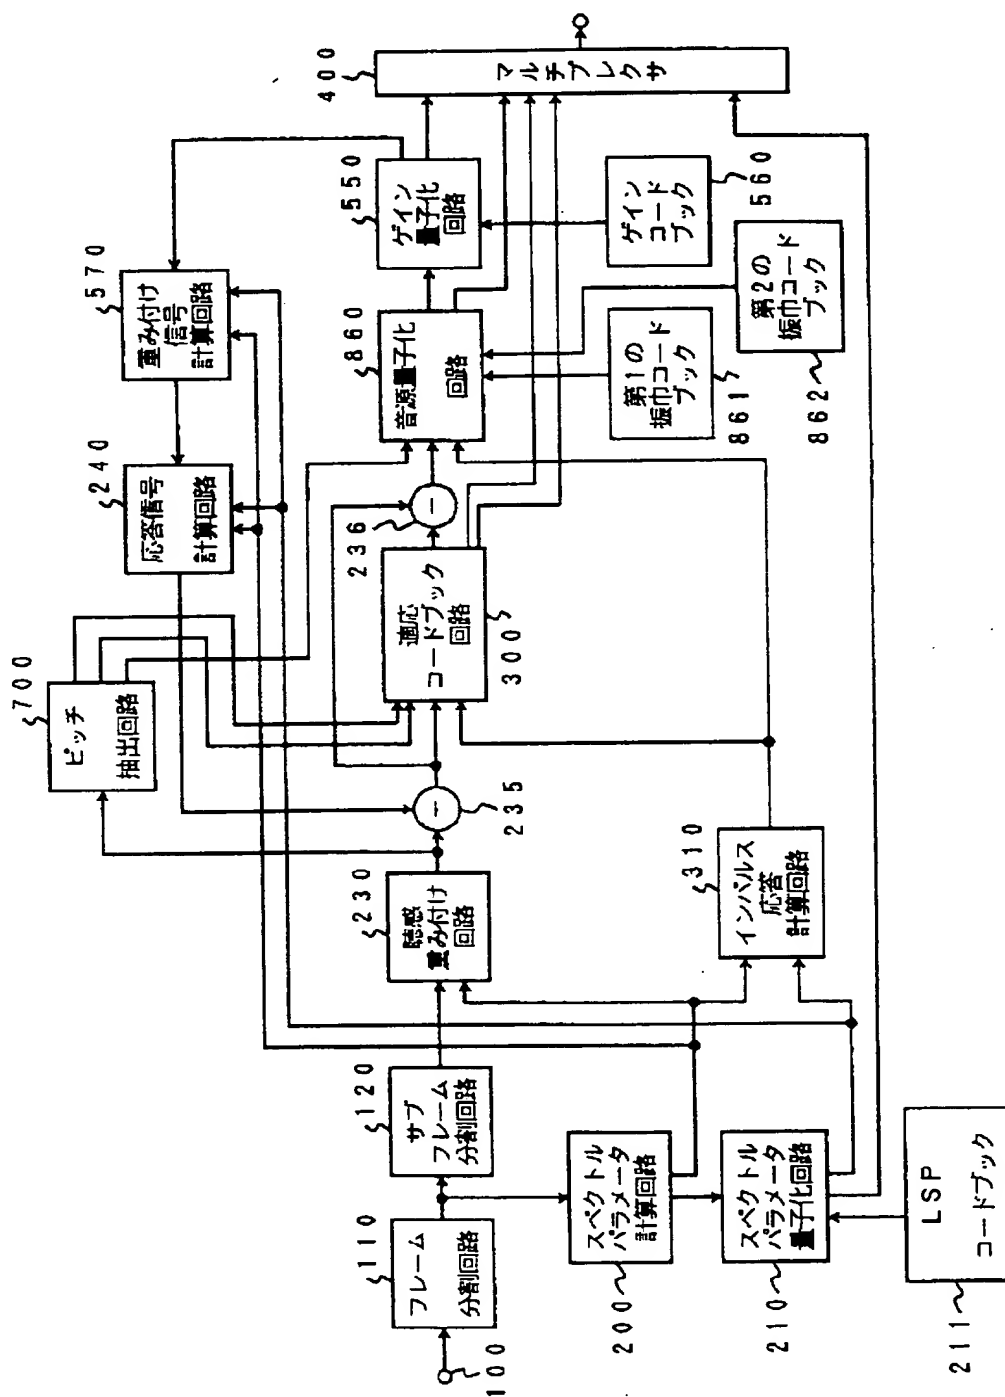 100
110
フレーム
分割回路
120
サブ
フレーム
分割回路
200
スペクトル
パラメータ
計算回路
210
スペクトル
パラメータ
量子化回路
211
LSP
コードブック
230
聴感
重み付け
回路
235
−
310
インパルス
応答
計算回路
700
ピッチ
抽出回路
240
応答信号
計算回路
570
重み付け
信号
計算回路
300
適応
コードブック
回路
236
−
860
音源量子化
回路
861
第1の
振巾コード
ブック
862
第2の
振巾コード
ブック
550
ゲイン
量子化
回路
560
ゲイン
コード
ブック
400
マルチプレクサ